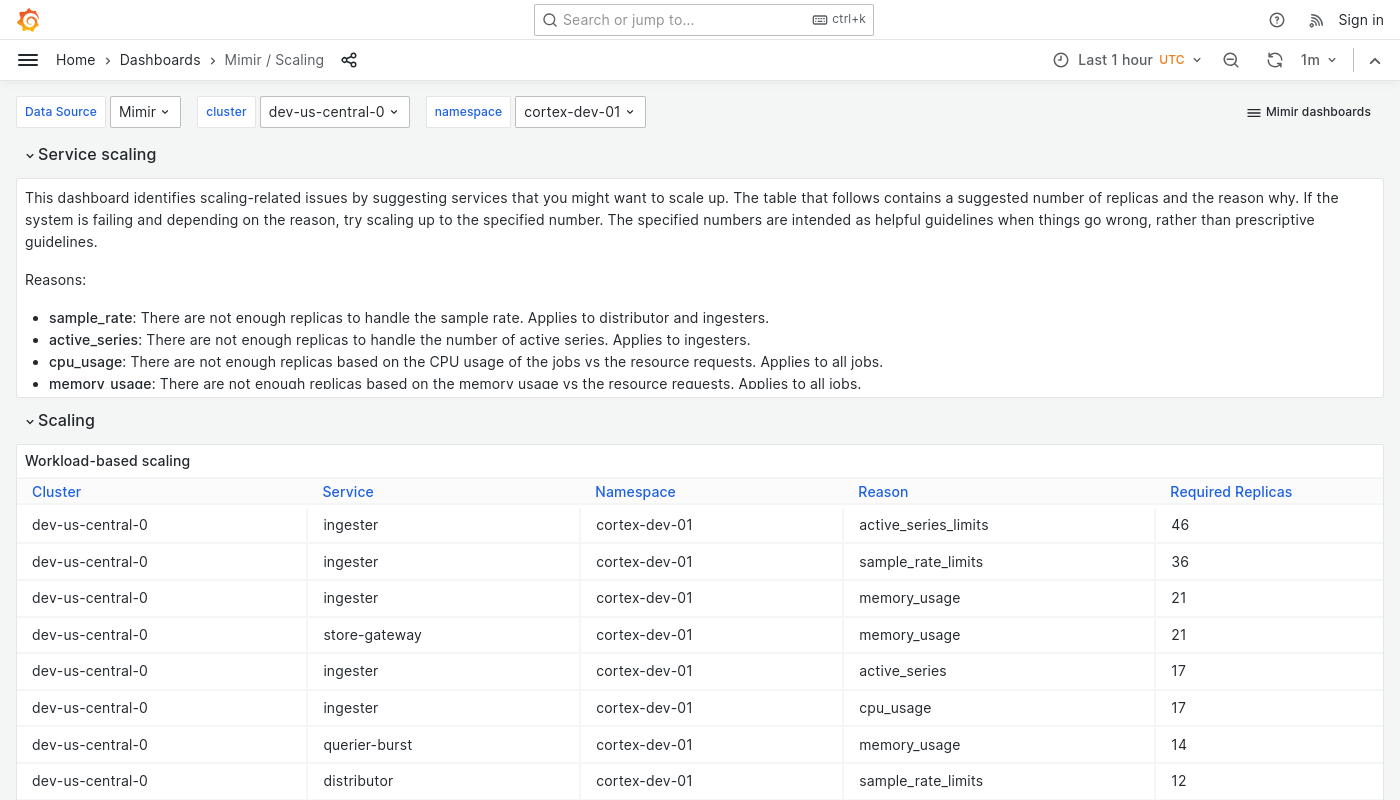 Search or jump to... ctrl+k Sign in
Home Dashboards Mimir / Scaling Last 1 hour UTC 1m
Data Source Mimir cluster dev-us-central-0 namespace cortex-dev-01 Mimir dashboards
Service scaling
This dashboard identifies scaling-related issues by suggesting services that you might want to scale up. The table that follows contains a suggested number of replicas and the reason why. If the
system is failing and depending on the reason, try scaling up to the specified number. The specified numbers are intended as helpful guidelines when things go wrong, rather than prescriptive
guidelines.
Reasons:
• sample_rate: There are not enough replicas to handle the sample rate. Applies to distributor and ingesters.
• active_series: There are not enough replicas to handle the number of active series. Applies to ingesters.
• cpu_usage: There are not enough replicas based on the CPU usage of the jobs vs the resource requests. Applies to all jobs.
• memory_usage: There are not enough replicas based on the memory usage vs the resource requests. Applies to all jobs.
Scaling
Workload-based scaling
Cluster Service Namespace Reason Required Replicas
dev-us-central-0 ingester cortex-dev-01 active_series_limits 46
dev-us-central-0 ingester cortex-dev-01 sample_rate_limits 36
dev-us-central-0 ingester cortex-dev-01 memory_usage 21
dev-us-central-0 store-gateway cortex-dev-01 memory_usage 21
dev-us-central-0 ingester cortex-dev-01 active_series 17
dev-us-central-0 ingester cortex-dev-01 cpu_usage 17
dev-us-central-0 querier-burst cortex-dev-01 memory_usage 14
dev-us-central-0 distributor cortex-dev-01 sample_rate_limits 12